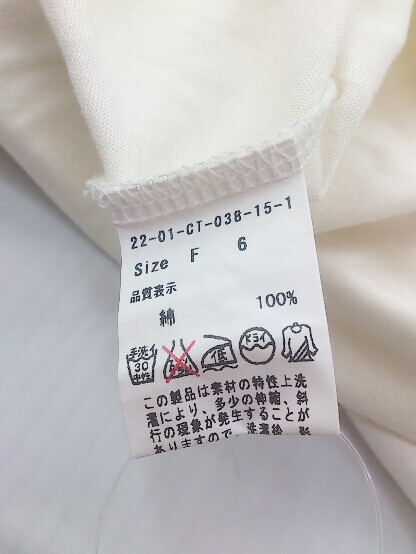 22-01-CT-038-15-1
Size F 6
品質表示
綿 100%
手洗イ 30 中性 低 ドライ
この製品は素材の特性上洗
濯により、多少の伸縮、斜
行の現象が発生することが
ありますので、洗濯後、形